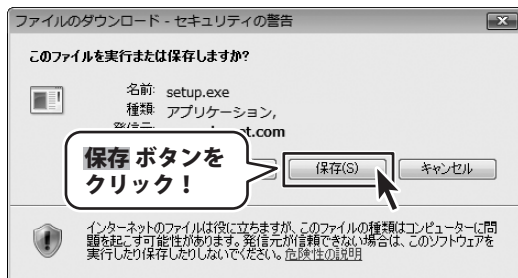 ファイルのダウンロード - セキュリティの警告
このファイルを実行または保存しますか?
名前: setup.exe
種類: アプリケーション,
発信元: et.com
保存 ボタンを
クリック!
保存(S)
キャンセル
インターネットのファイルは役に立ちますが、このファイルの種類はコンピューターに問
題を起こす可能性があります。発信元が信頼できない場合は、このソフトウェアを
実行したり保存したりしないでください。危険性の説明